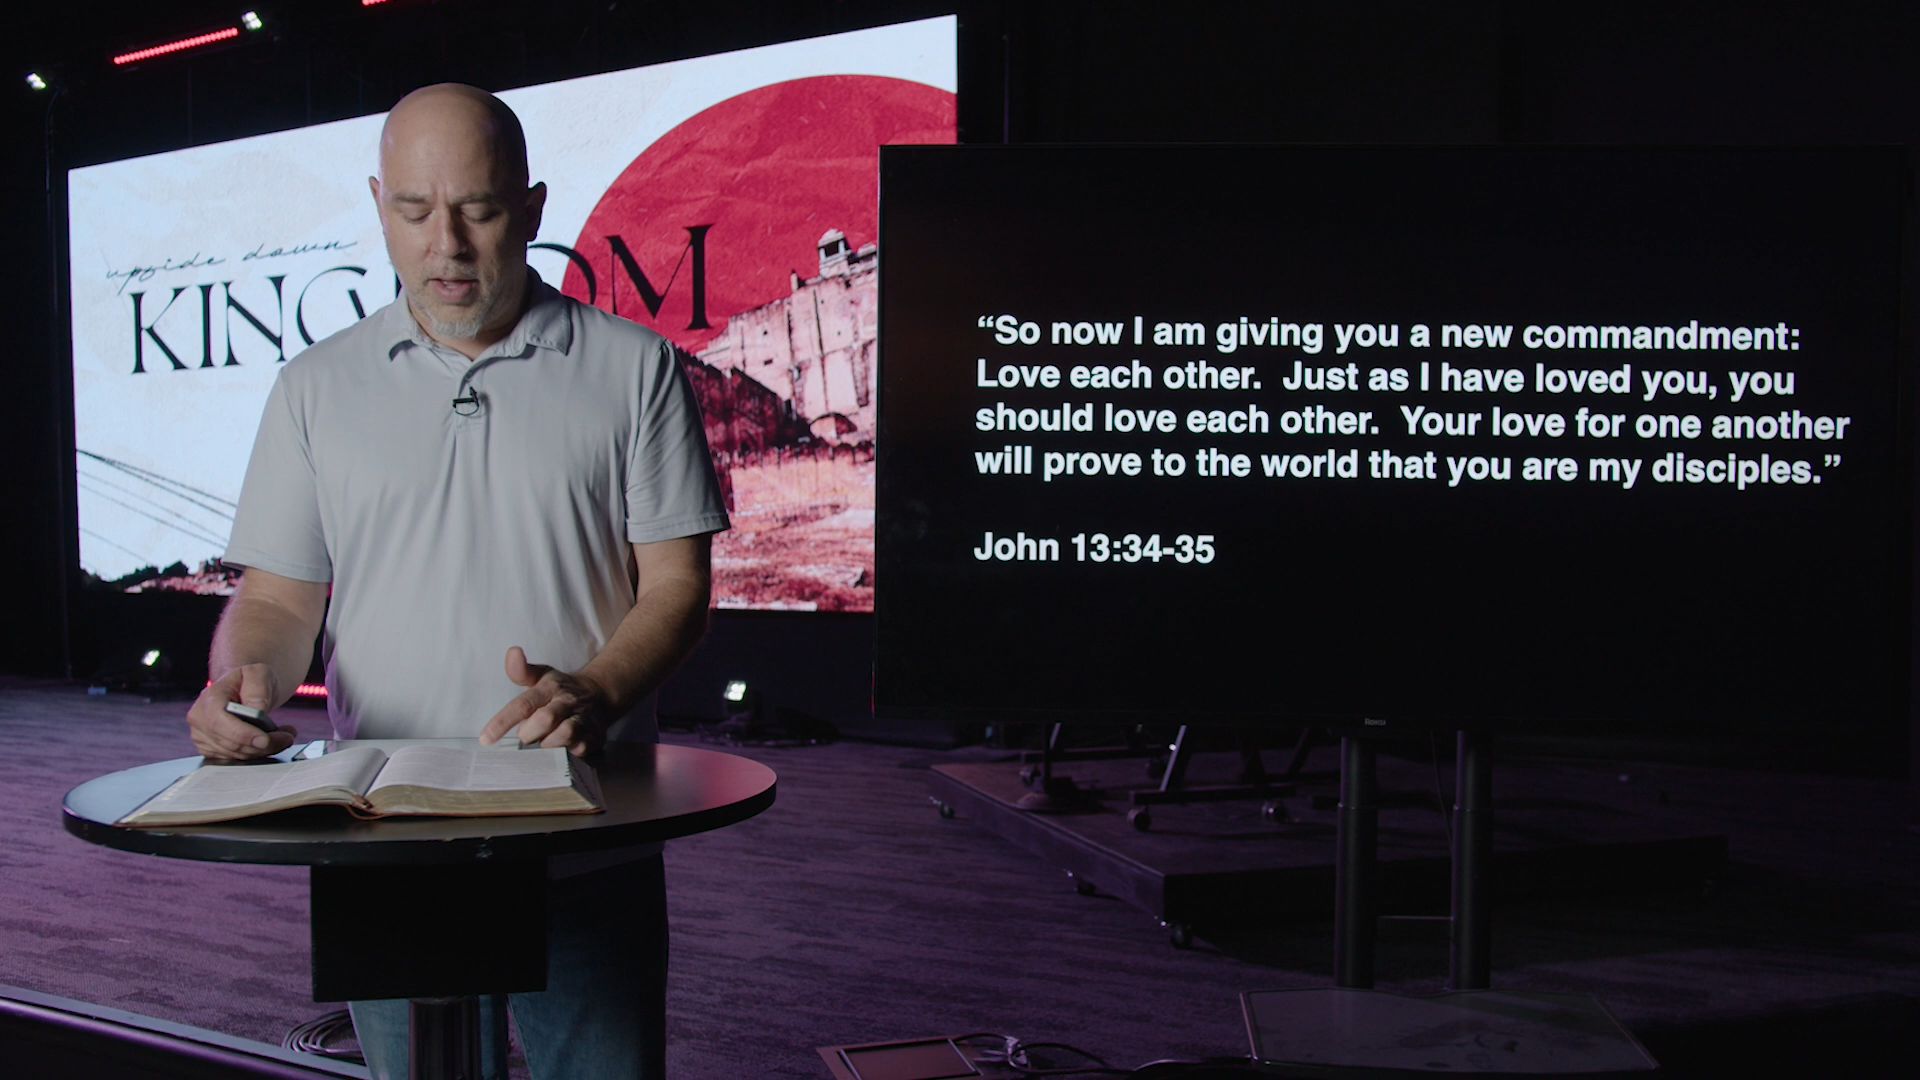 upside down
KINGDOM
“So now I am giving you a new commandment:
Love each other.  Just as I have loved you, you
should love each other.  Your love for one another
will prove to the world that you are my disciples.”
John 13:34-35